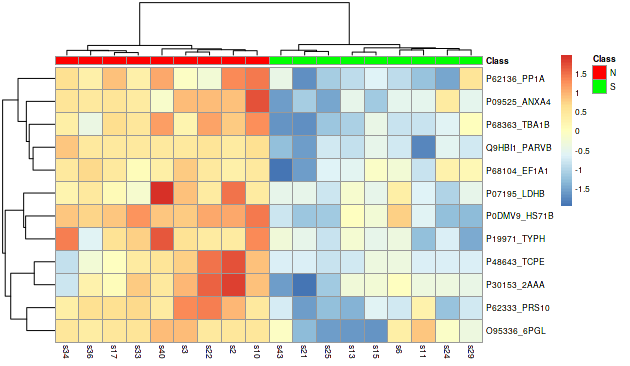 Class
P62136_PP1A
P09525_ANXA4
P68363_TBA1B
Q9HBI1_PARVB
P68104_EF1A1
P07195_LDHB
P0DMV9_HS71B
P19971_TYPH
P48643_TCPE
P30153_2AAA
P62333_PRS10
O95336_6PGL
s34 s36 s17 s33 s40 s3 s22 s2 s10 s43 s21 s25 s13 s15 s6 s11 s24 s29
1.5
1
0.5
0
-0.5
-1
-1.5
Class
N
S